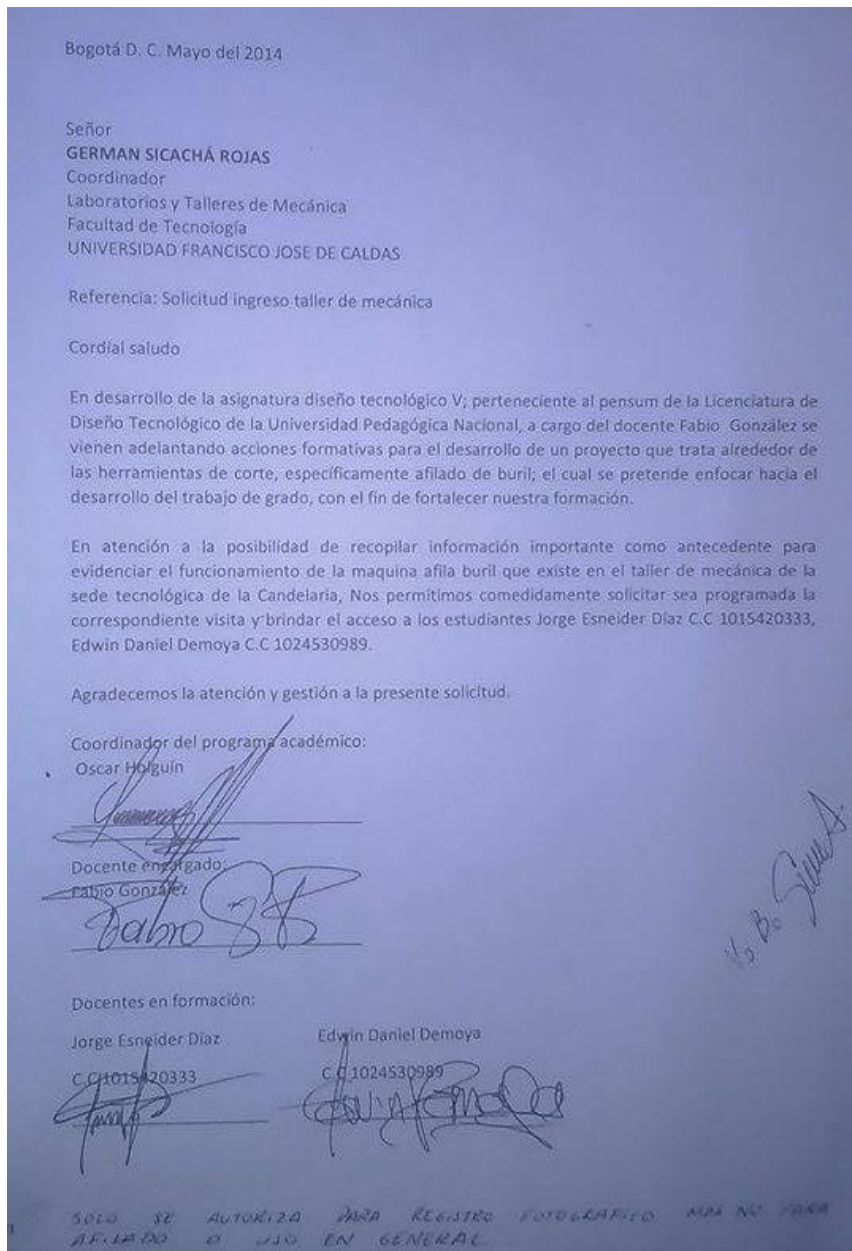 Bogotá D. C. Mayo del 2014
Señor
GERMAN SICACHÁ ROJAS
Coordinador
Laboratorios y Talleres de Mecánica
Facultad de Tecnología
UNIVERSIDAD FRANCISCO JOSE DE CALDAS
Referencia: Solicitud ingreso taller de mecánica
Cordial saludo
En desarrollo de la asignatura diseño tecnológico V; perteneciente al pensum de la Licenciatura de
Diseño Tecnológico de la Universidad Pedagógica Nacional, a cargo del docente Fabio González se
vienen adelantando acciones formativas para el desarrollo de un proyecto que trata alrededor de
las herramientas de corte, específicamente afilado de buril; el cual se pretende enfocar hacia el
desarrollo del trabajo de grado, con el fin de fortalecer nuestra formación.
En atención a la posibilidad de recopilar información importante como antecedente para
evidenciar el funcionamiento de la maquina afila buril que existe en el taller de mecánica de la
sede tecnológica de la Candelaria, Nos permitimos comedidamente solicitar sea programada la
correspondiente visita y brindar el acceso a los estudiantes Jorge Esneider Díaz C.C 1015420333,
Edwin Daniel Demoya C.C 1024530989.
Agradecemos la atención y gestión a la presente solicitud.
Coordinador del programa académico:
Oscar Holguín
Docente encargado:
Fabio González
Fabio
Vo Bo
Docentes en formación:
Jorge Esneider Diaz Edwin Daniel Demoya
C.C 1015420333 C.C 1024530989
SOLO SE AUTORIZA PARA REGISTRO FOTOGRAFICO MAS NO PARA
AFILADO O USO EN GENERAL